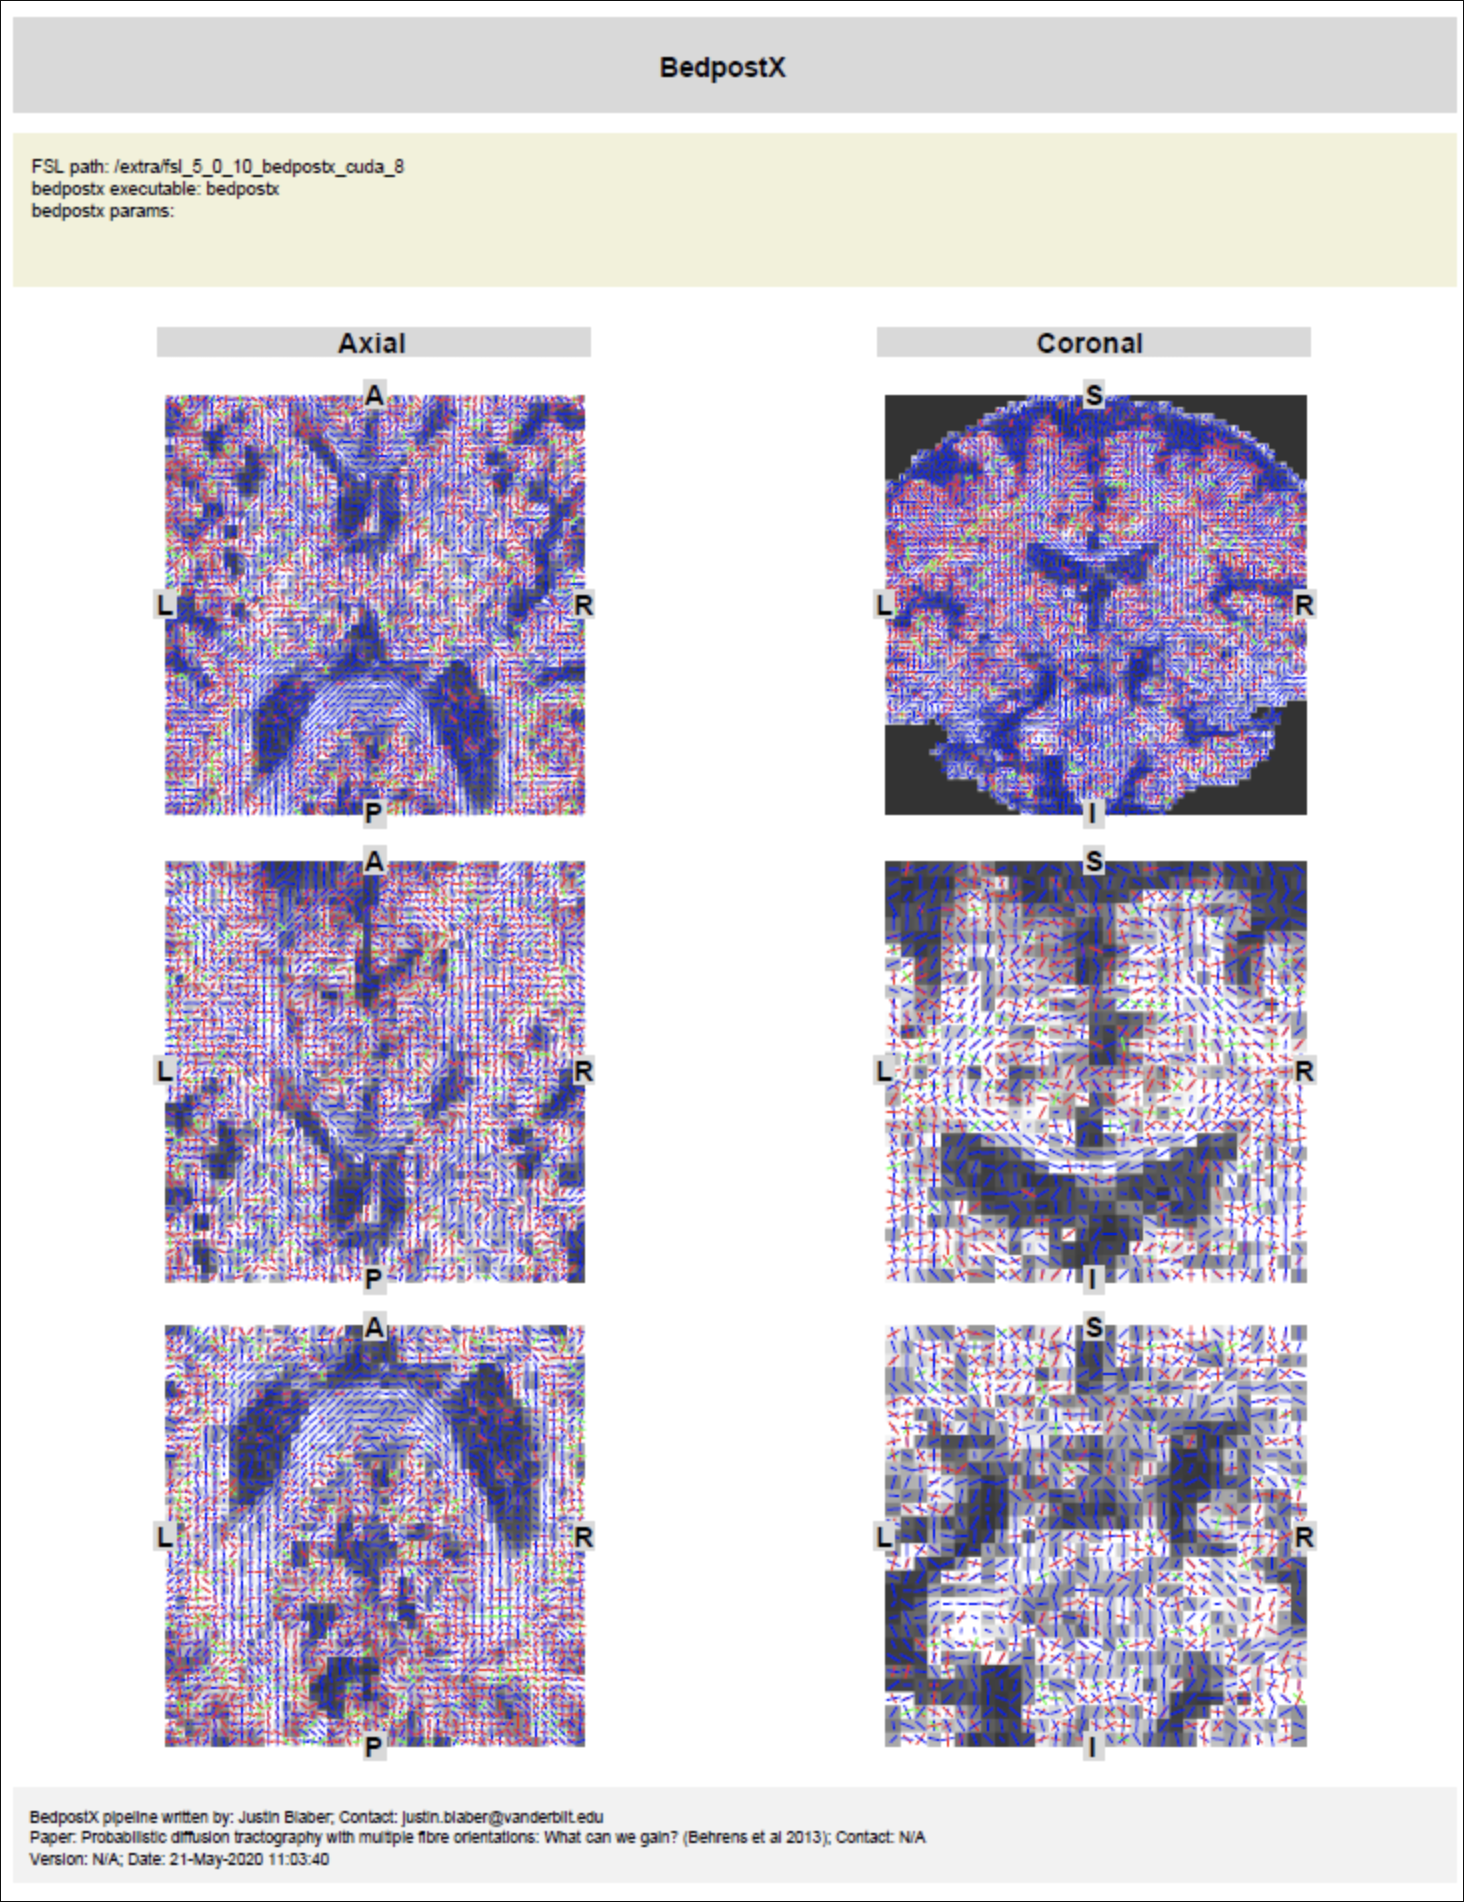 BedpostX
FSL path: /extra/fsl_5_0_10_bedpostx_cuda_8
bedpostx executable: bedpostx
bedpostx params:
Axial
Coronal
A
S
L
R
L
R
P
I
A
S
L
R
L
R
P
I
A
S
L
R
L
R
P
I
BedpostX pipeline written by: Justin Blaber; Contact: justin.blaber@vanderbilt.edu
Paper: Probabilistic diffusion tractography with multiple fibre orientations: What can we gain? (Behrens et al 2013); Contact: N/A
Version: N/A; Date: 21-May-2020 11:03:40